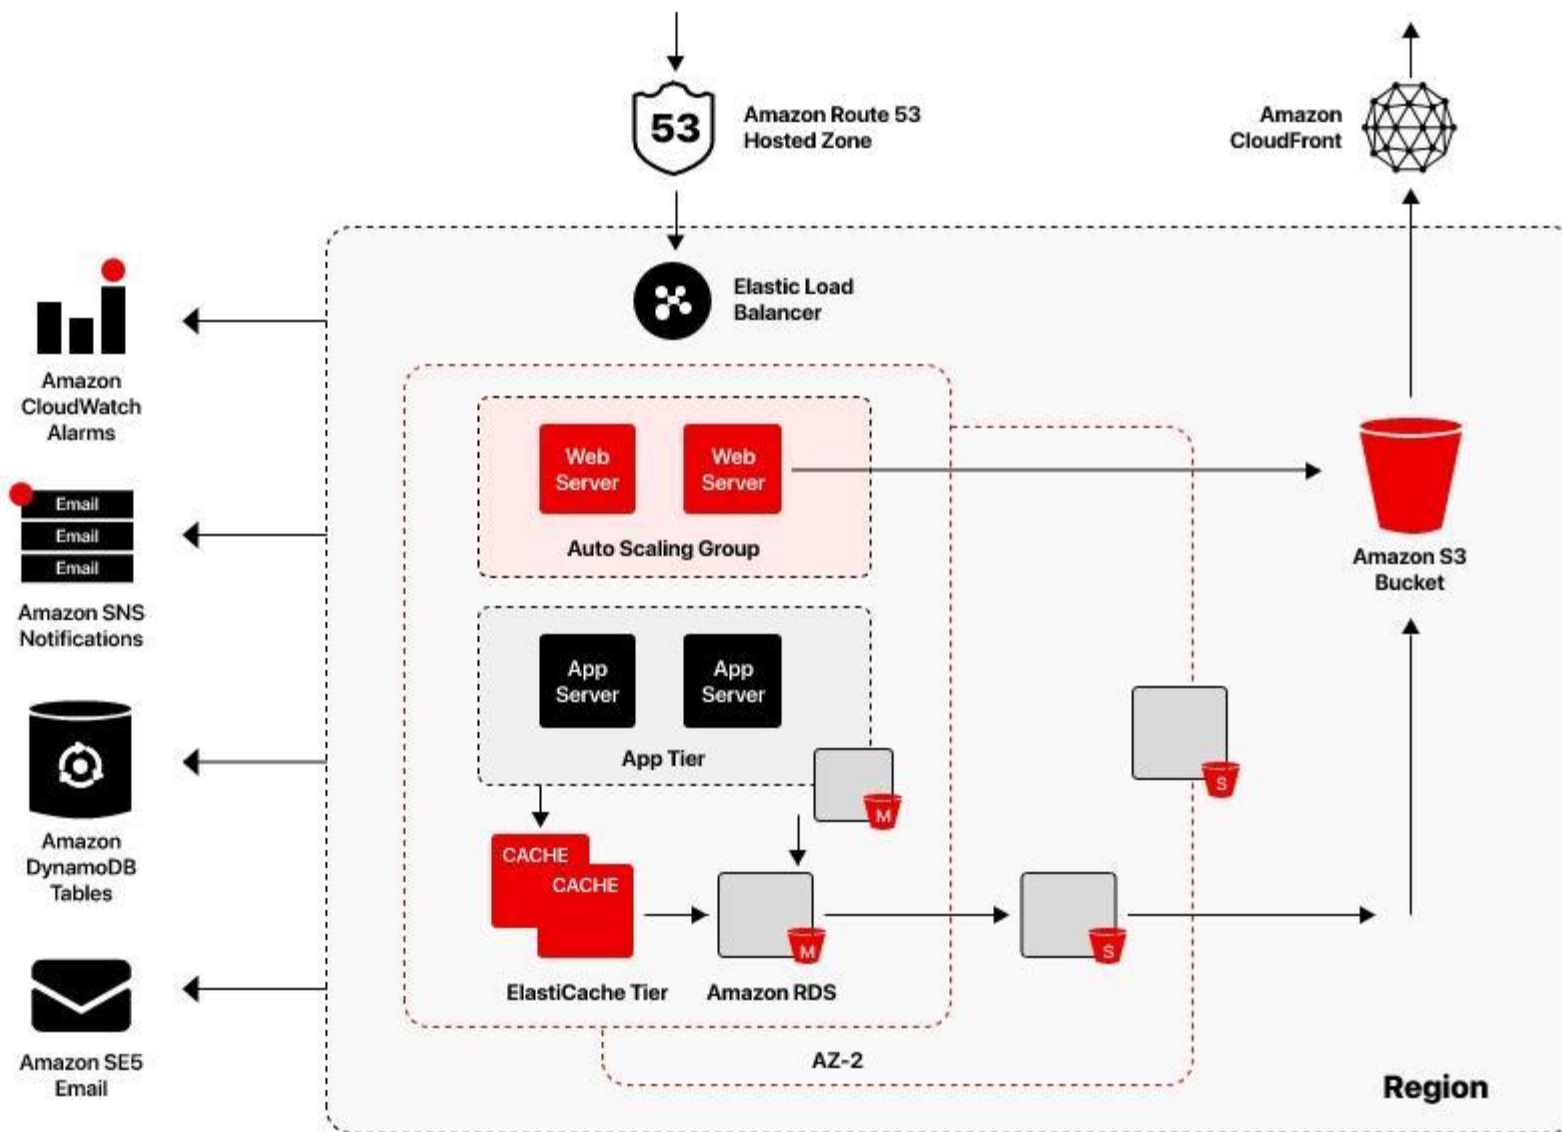 53
Amazon Route 53
Hosted Zone
Amazon
CloudFront
Elastic Load
Balancer
Amazon
CloudWatch
Alarms
Web
Server
Web
Server
Auto Scaling Group
Email
Email
Email
Amazon SNS
Notifications
Amazon S3
Bucket
App
Server
App
Server
App Tier
M
S
Amazon
DynamoDB
Tables
CACHE
CACHE
M
S
ElastiCache Tier
Amazon RDS
AZ-2
Amazon SE5
Email
Region